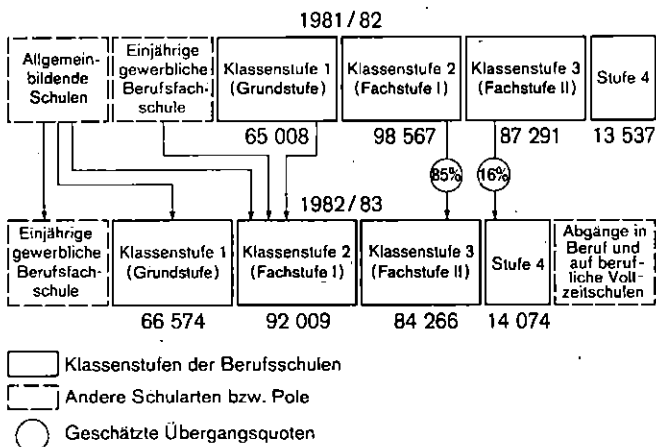 1981/82
Allgemein-
bildende
Schulen
Einjährige
gewerbliche
Berufsfach-
schule
Klassenstufe 1
(Grundstufe)
Klassenstufe 2
(Fachstufe I)
Klassenstufe 3
(Fachstufe II)
Stufe 4
65 008
98 567
87 291
13 537
85%
16%
1982/83
Einjährige
gewerbliche
Berufsfach-
schule
Klassenstufe 1
(Grundstufe)
Klassenstufe 2
(Fachstufe I)
Klassenstufe 3
(Fachstufe II)
Stufe 4
Abgänge in
Beruf und
auf beruf-
liche Voll-
zeitschulen
66 574
92 009
84 266
14 074
Klassenstufen der Berufsschulen
Andere Schularten bzw. Pole
Geschätzte Übergangsquoten